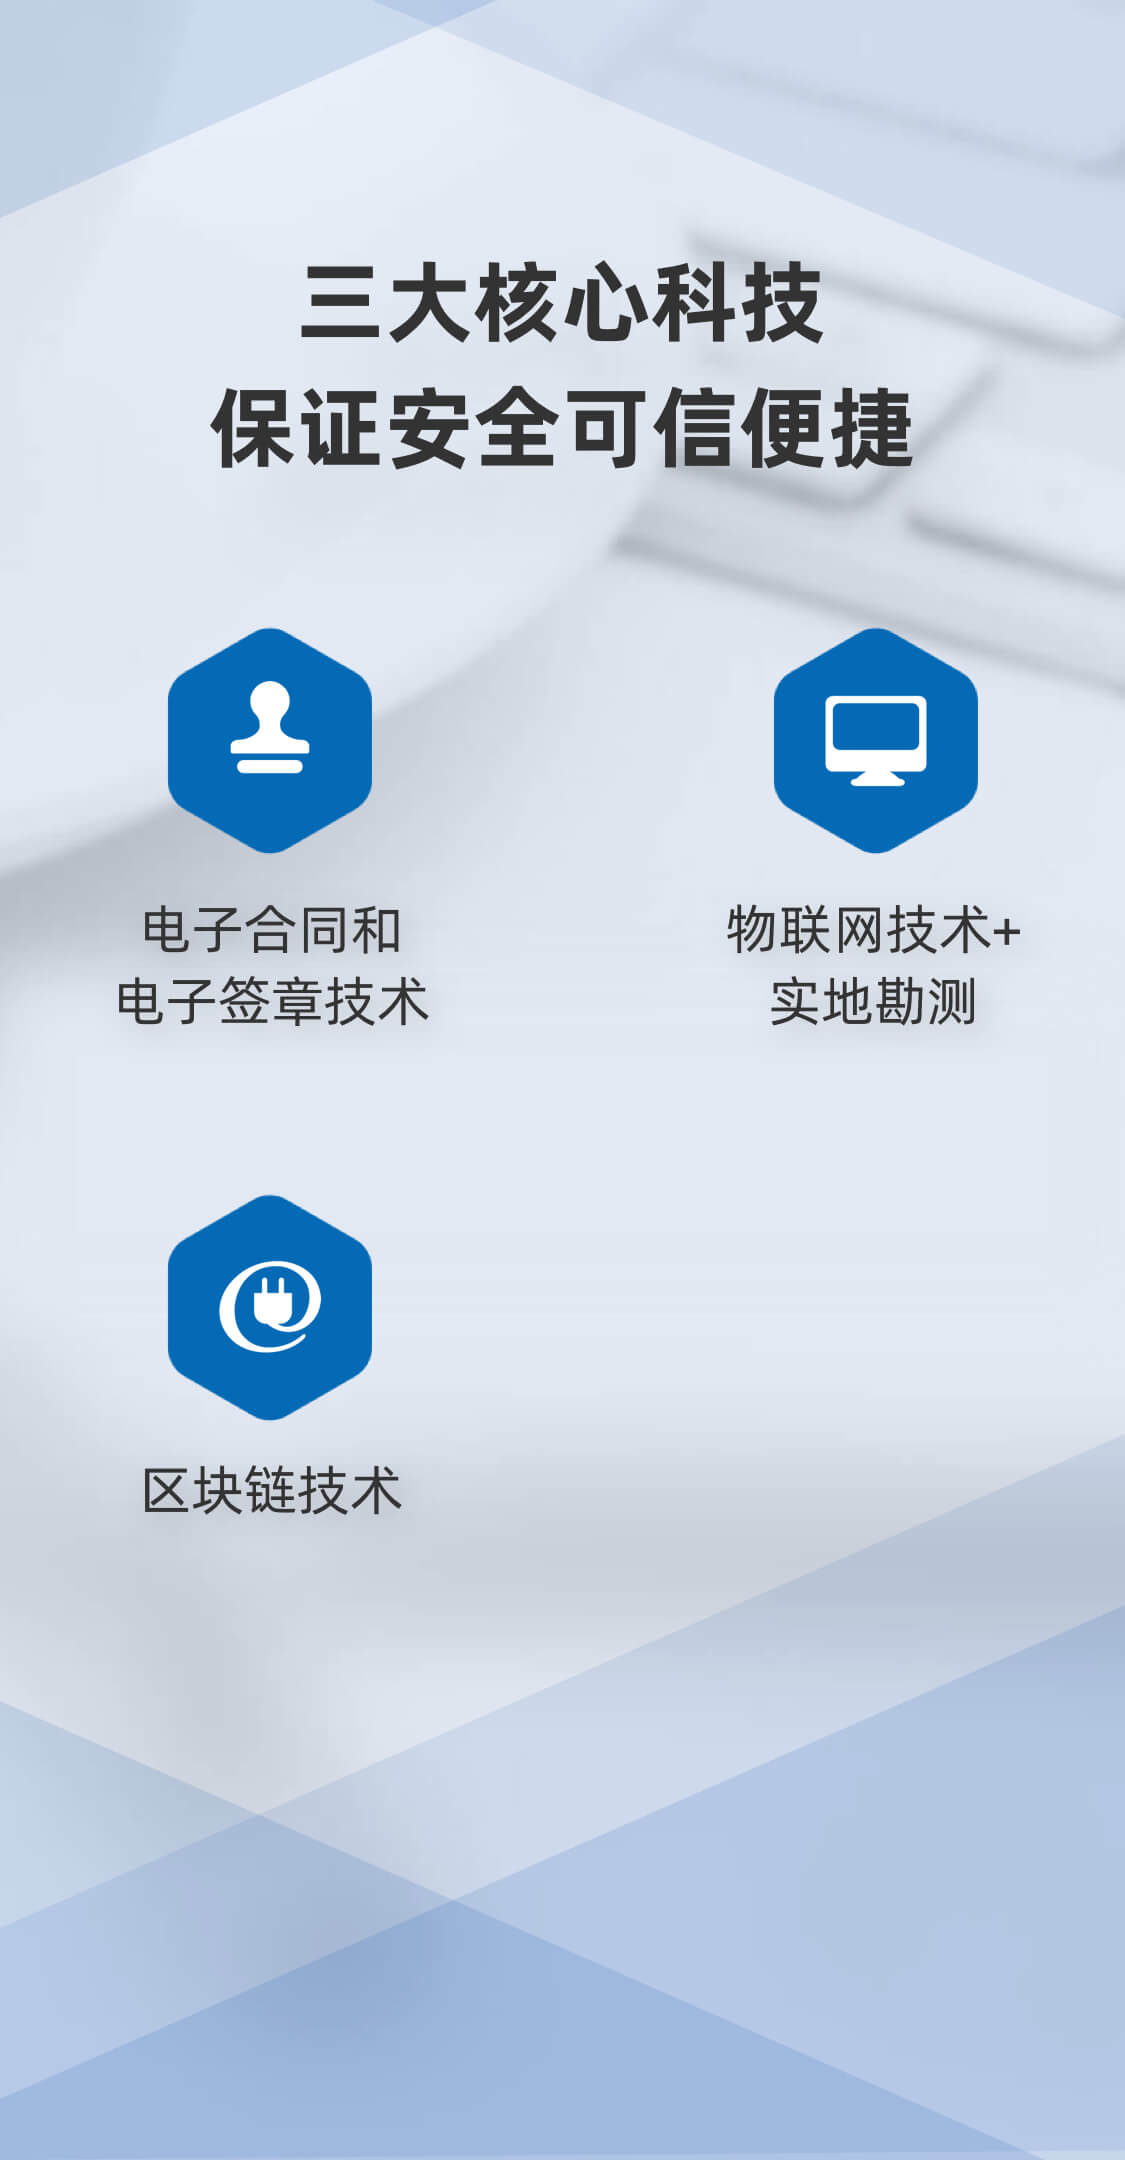 三大核心科技
保证安全可信便捷
电子合同和
电子签章技术
物联网技术+
实地勘测
区块链技术